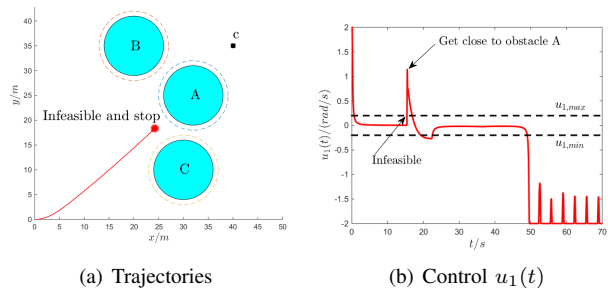 40
35
30
25
20
15
10
5
0
y/m
B
c
A
C
Infeasible and stop
0 5 10 15 20 25 30 35 40 45 50
x/m
(a) Trajectories
2
1.5
1
0.5
0
-0.5
-1
-1.5
-2
u₁(t)/(rad/s)
Get close to obstacle A
u₁,max
Infeasible
u₁,min
0 10 20 30 40 50 60 70
t/s
(b) Control u₁(t)